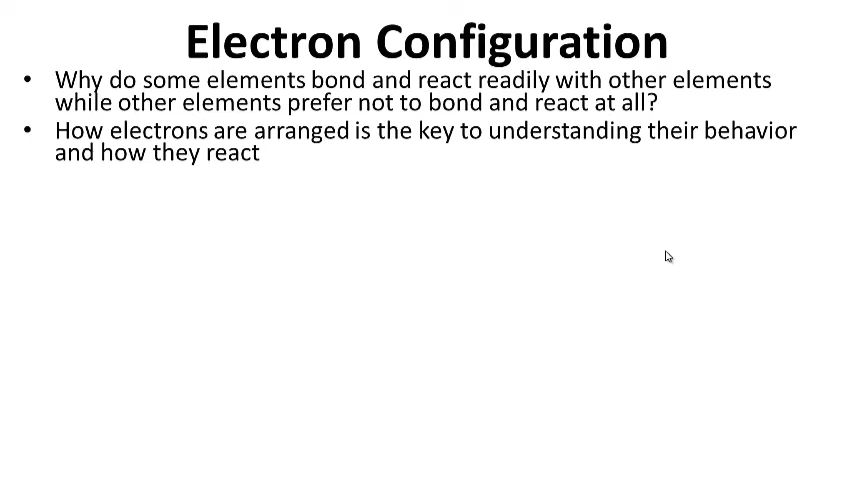 Electron Configuration
• Why do some elements bond and react readily with other elements
while other elements prefer not to bond and react at all?
• How electrons are arranged is the key to understanding their behavior
and how they react